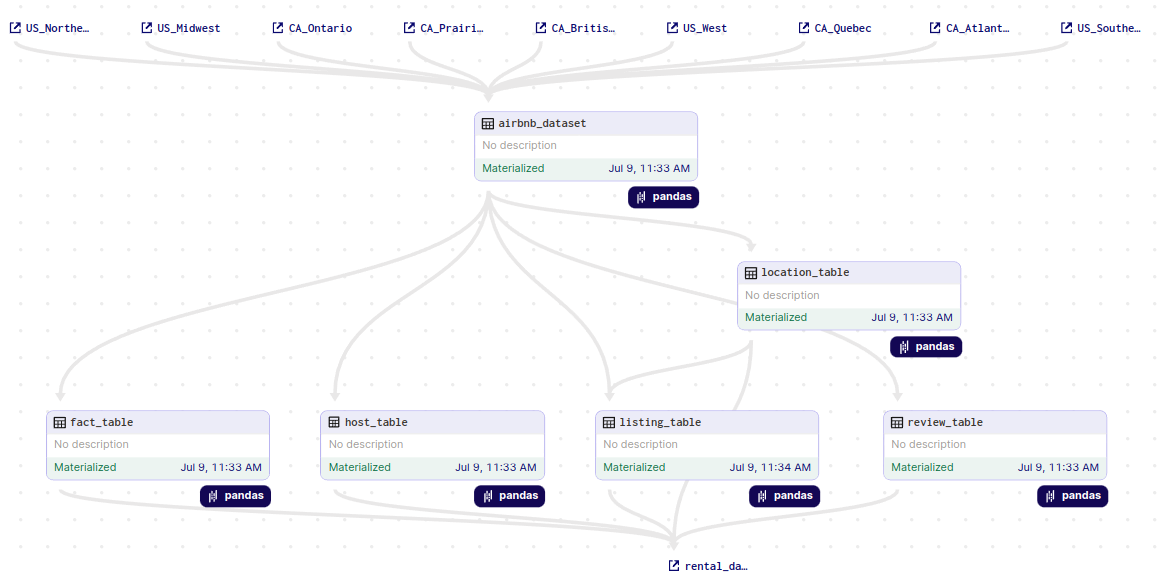 US_Northe…
US_Midwest
CA_Ontario
CA_Prairi…
CA_Britis…
US_West
CA_Quebec
CA_Atlant…
US_Southe…
airbnb_dataset
No description
Materialized Jul 9, 11:33 AM
pandas
location_table
No description
Materialized Jul 9, 11:33 AM
pandas
fact_table
No description
Materialized Jul 9, 11:33 AM
pandas
host_table
No description
Materialized Jul 9, 11:33 AM
pandas
listing_table
No description
Materialized Jul 9, 11:34 AM
pandas
review_table
No description
Materialized Jul 9, 11:33 AM
pandas
rental_da…